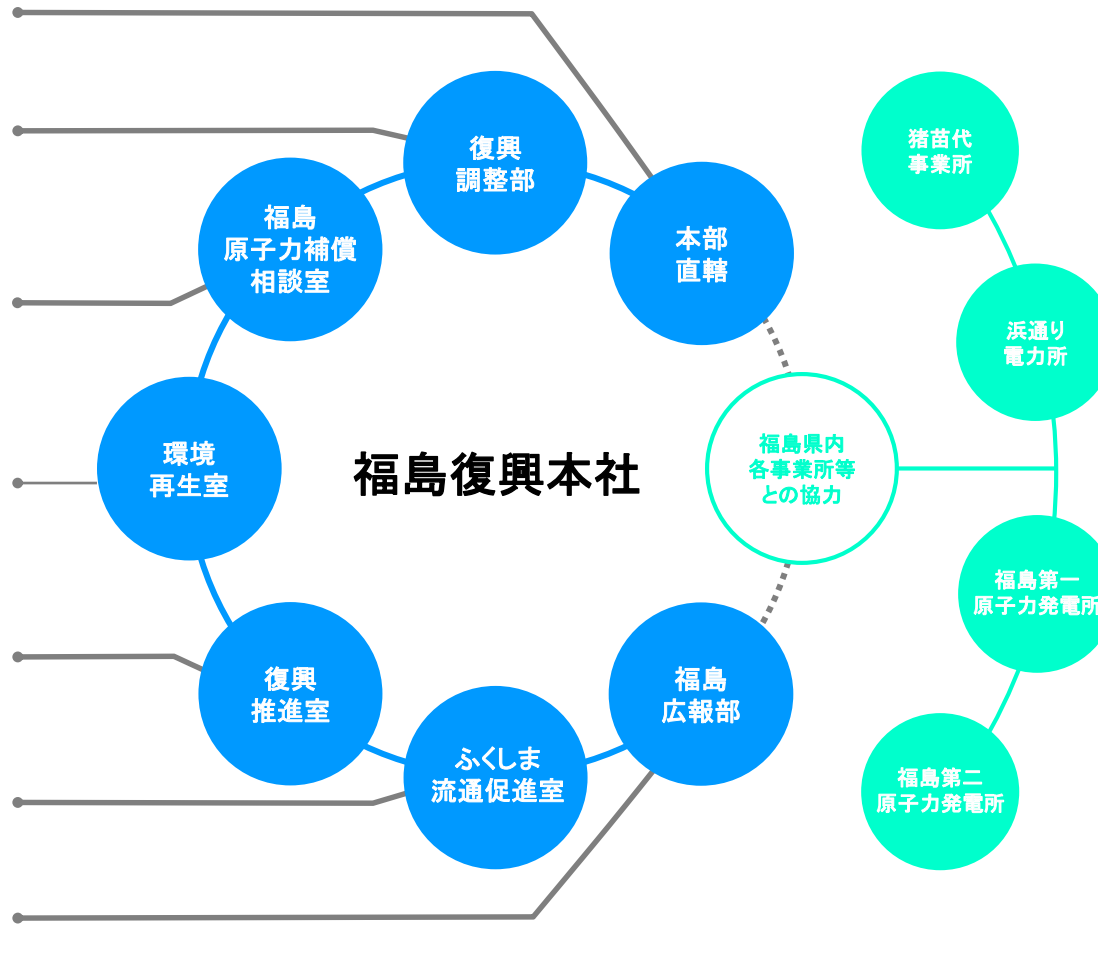 復興
調整部
福島
原子力補償
相談室
本部
直轄
環境
再生室
福島復興本社
福島県内
各事業所等
との協力
復興
推進室
ふくしま
流通促進室
福島
広報部
猪苗代
事業所
浜通り
電力所
福島第一
原子力発電所
福島第二
原子力発電所